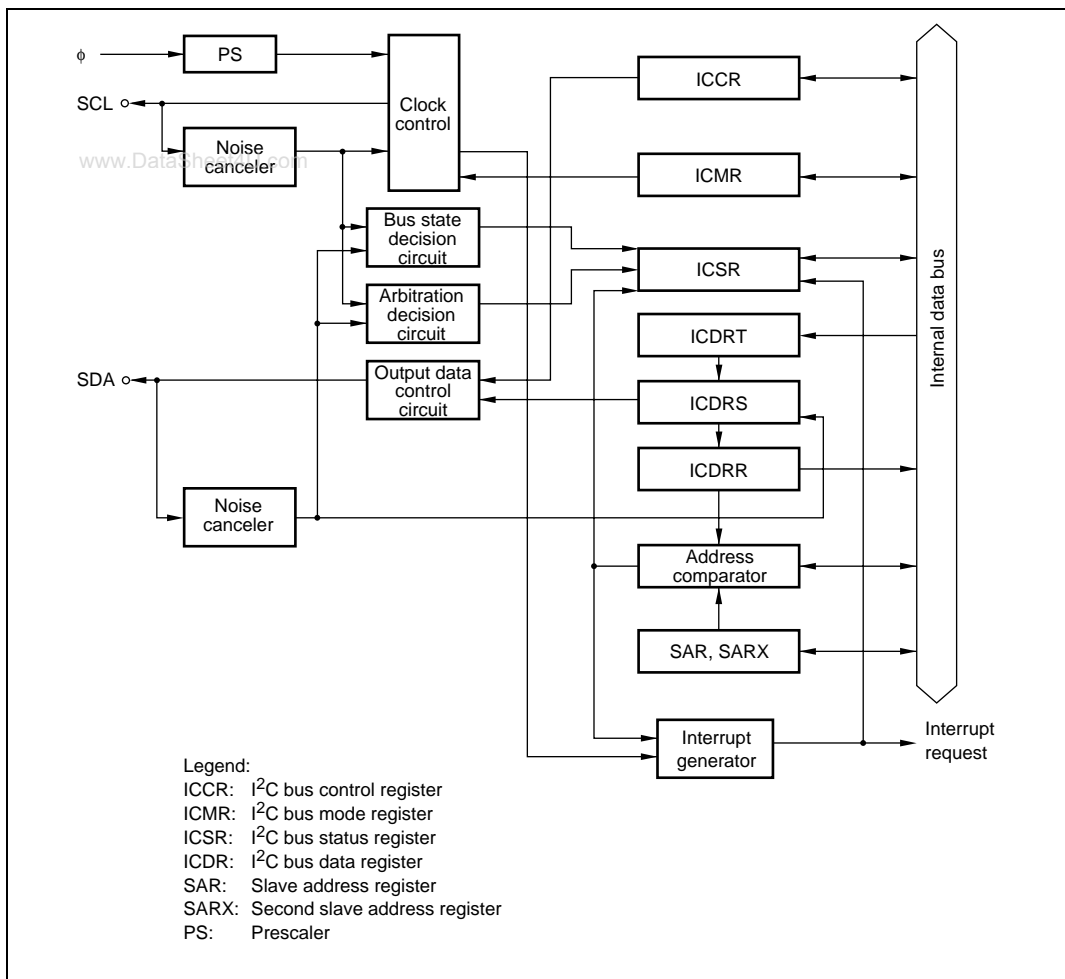 ϕ
PS
SCL
Clock
control
Noise
canceler
www.DataSheet4U.com
Bus state
decision
circuit
Arbitration
decision
circuit
SDA
Output data
control
circuit
Noise
canceler
ICCR
ICMR
ICSR
ICDRT
ICDRS
ICDRR
Address
comparator
SAR, SARX
Internal data bus
Interrupt
generator
Interrupt
request
Legend:
ICCR: I²C bus control register
ICMR: I²C bus mode register
ICSR: I²C bus status register
ICDR: I²C bus data register
SAR: Slave address register
SARX: Second slave address register
PS: Prescaler